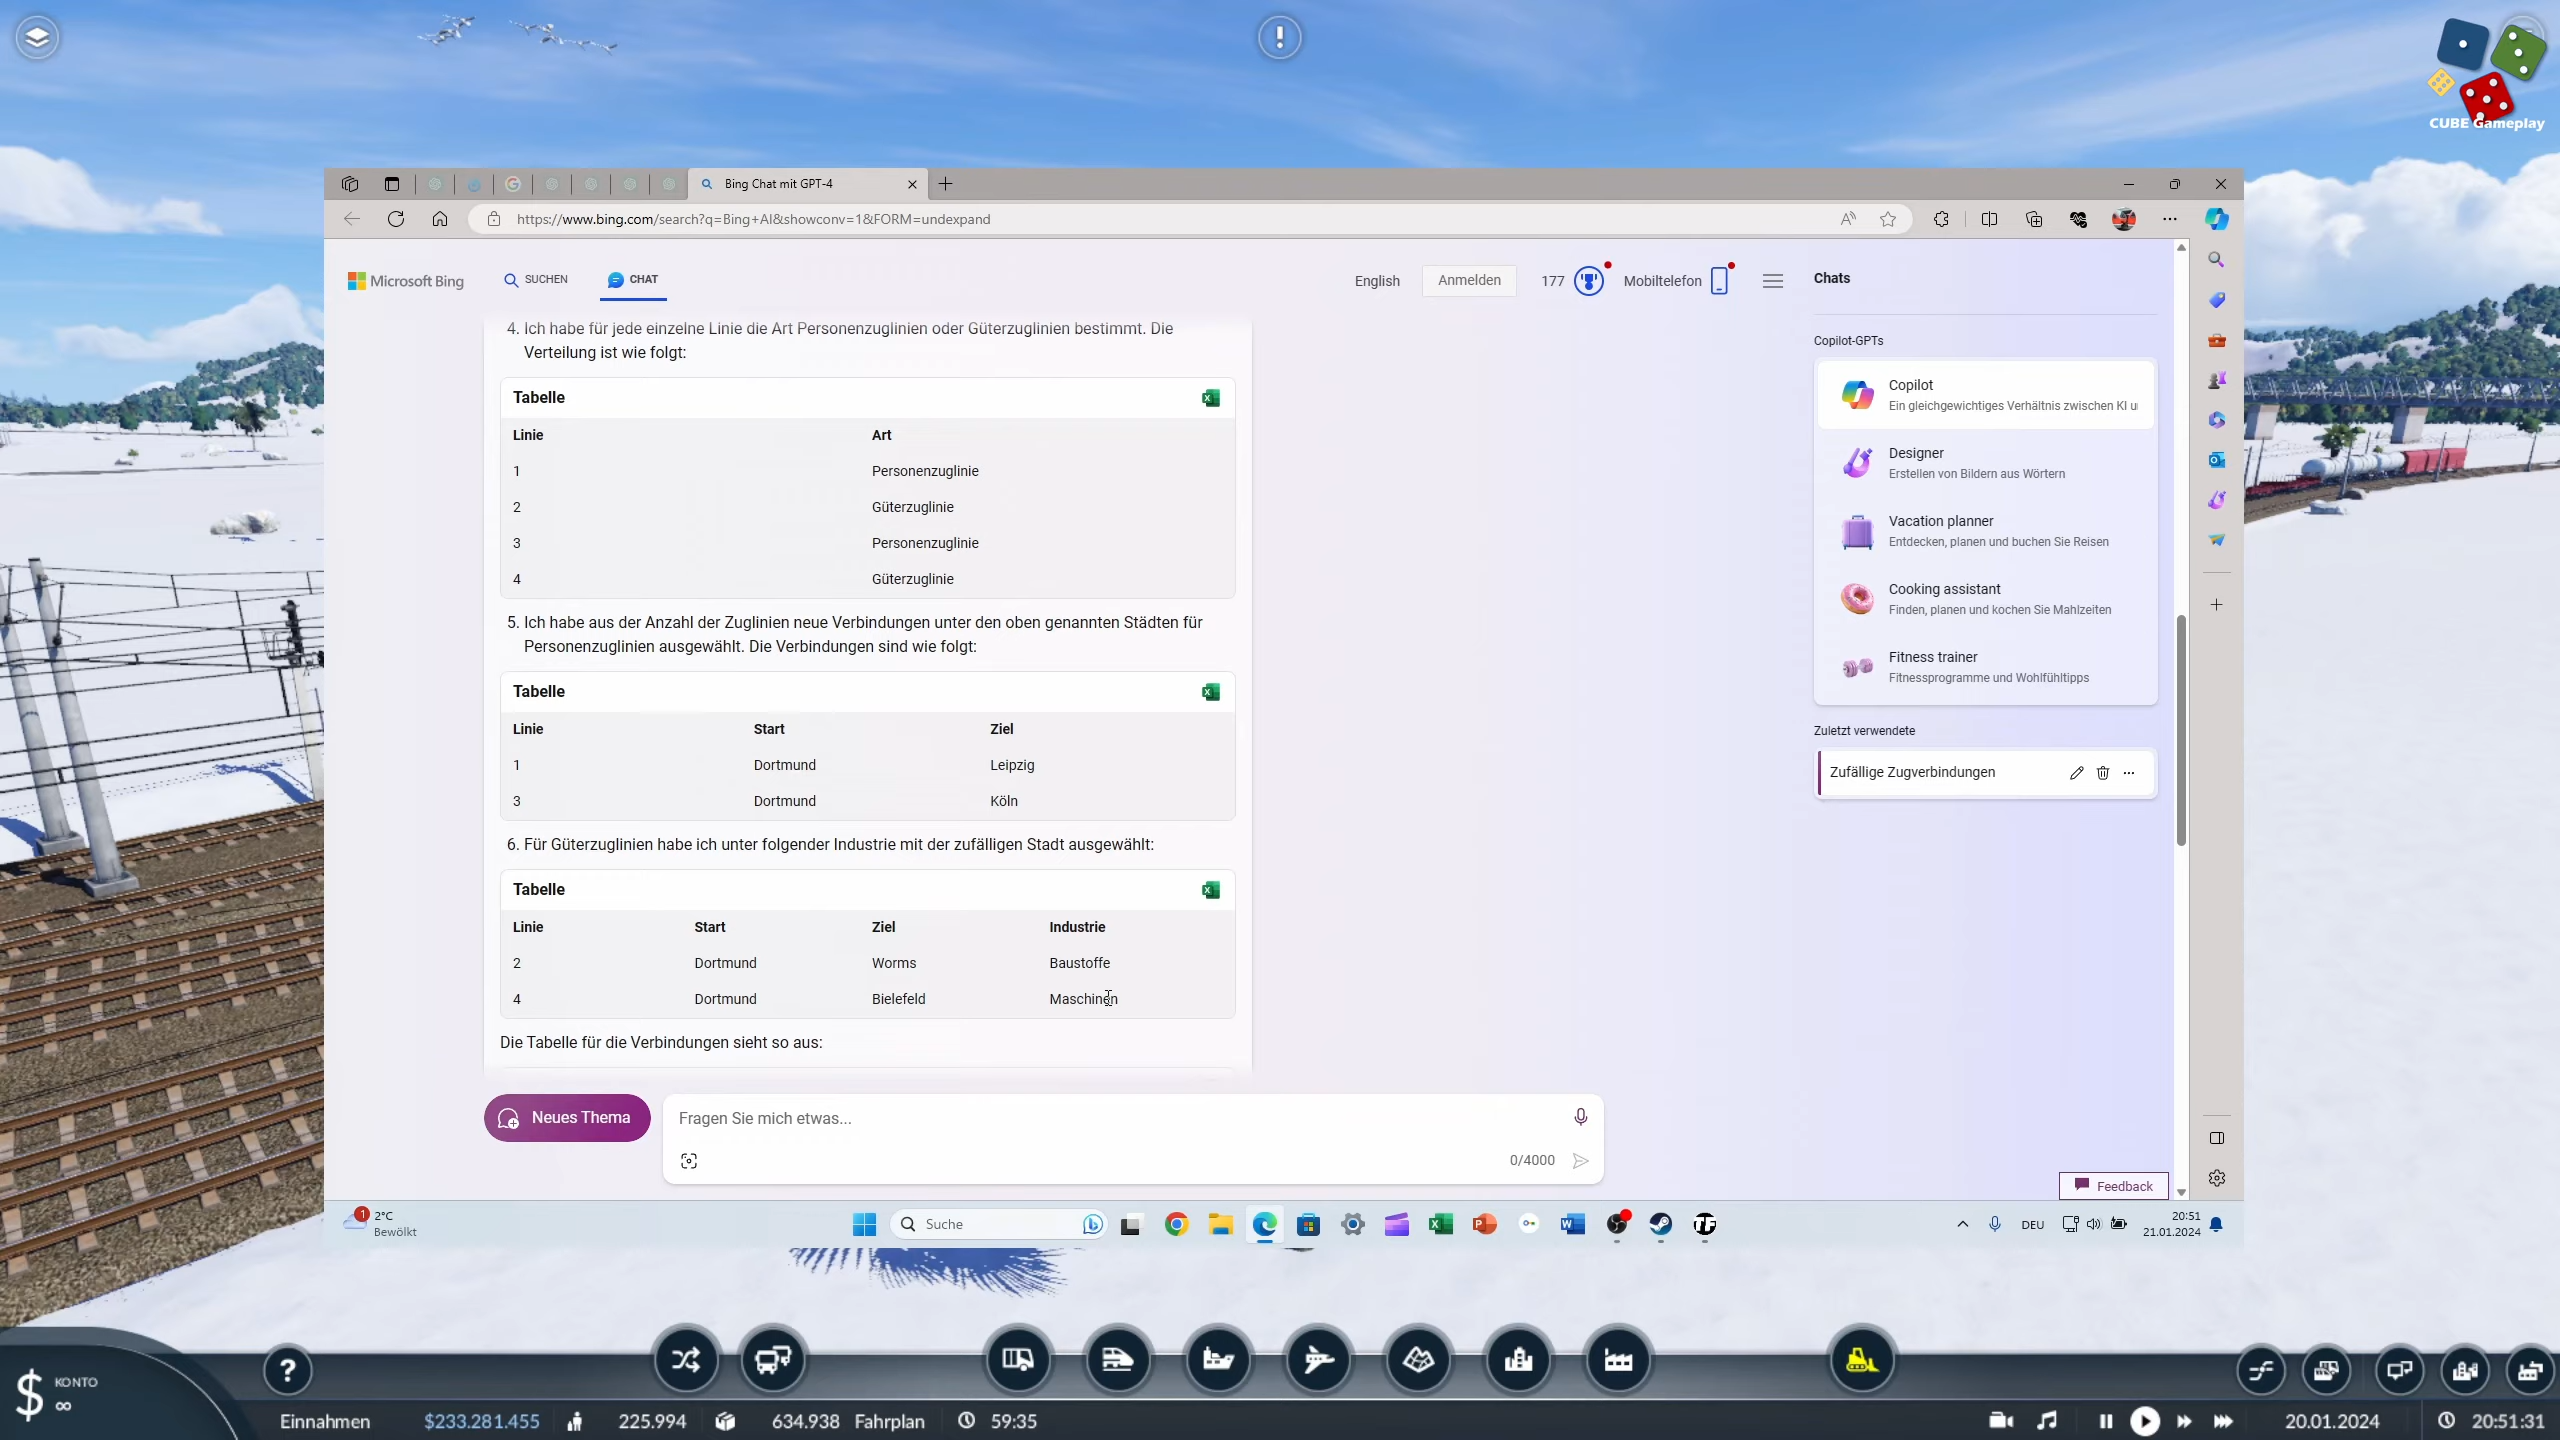 CUBE Gameplay
Bing Chat mit GPT-4
https://www.bing.com/search?q=Bing+AI&showconv=1&FORM=undexpand
Microsoft Bing
SUCHEN
CHAT
English
Anmelden
177
Mobiltelefon
4. Ich habe für jede einzelne Linie die Art Personenzuglinien oder Güterzuglinien bestimmt. Die
Verteilung ist wie folgt:
Tabelle
Linie Art
1 Personenzuglinie
2 Güterzuglinie
3 Personenzuglinie
4 Güterzuglinie
5. Ich habe aus der Anzahl der Zuglinien neue Verbindungen unter den oben genannten Städten für
Personenzuglinien ausgewählt. Die Verbindungen sind wie folgt:
Tabelle
Linie Start Ziel
1 Dortmund Leipzig
3 Dortmund Köln
6. Für Güterzuglinien habe ich unter folgender Industrie mit der zufälligen Stadt ausgewählt:
Tabelle
Linie Start Ziel Industrie
2 Dortmund Worms Baustoffe
4 Dortmund Bielefeld Maschinen
Die Tabelle für die Verbindungen sieht so aus:
Neues Thema
Fragen Sie mich etwas...
0/4000
Chats
Copilot-GPTs
Copilot
Ein gleichgewichtiges Verhältnis zwischen KI u
Designer
Erstellen von Bildern aus Wörtern
Vacation planner
Entdecken, planen und buchen Sie Reisen
Cooking assistant
Finden, planen und kochen Sie Mahlzeiten
Fitness trainer
Fitnessprogramme und Wohlfühltipps
Zuletzt verwendete
Zufällige Zugverbindungen
Feedback
1
2°C
Bewölkt
Suche
DEU
20:51
21.01.2024
$ KONTO
∞
?
Einnahmen $233.281.455 225.994 634.938 Fahrplan 59:35
20.01.2024 20:51:31